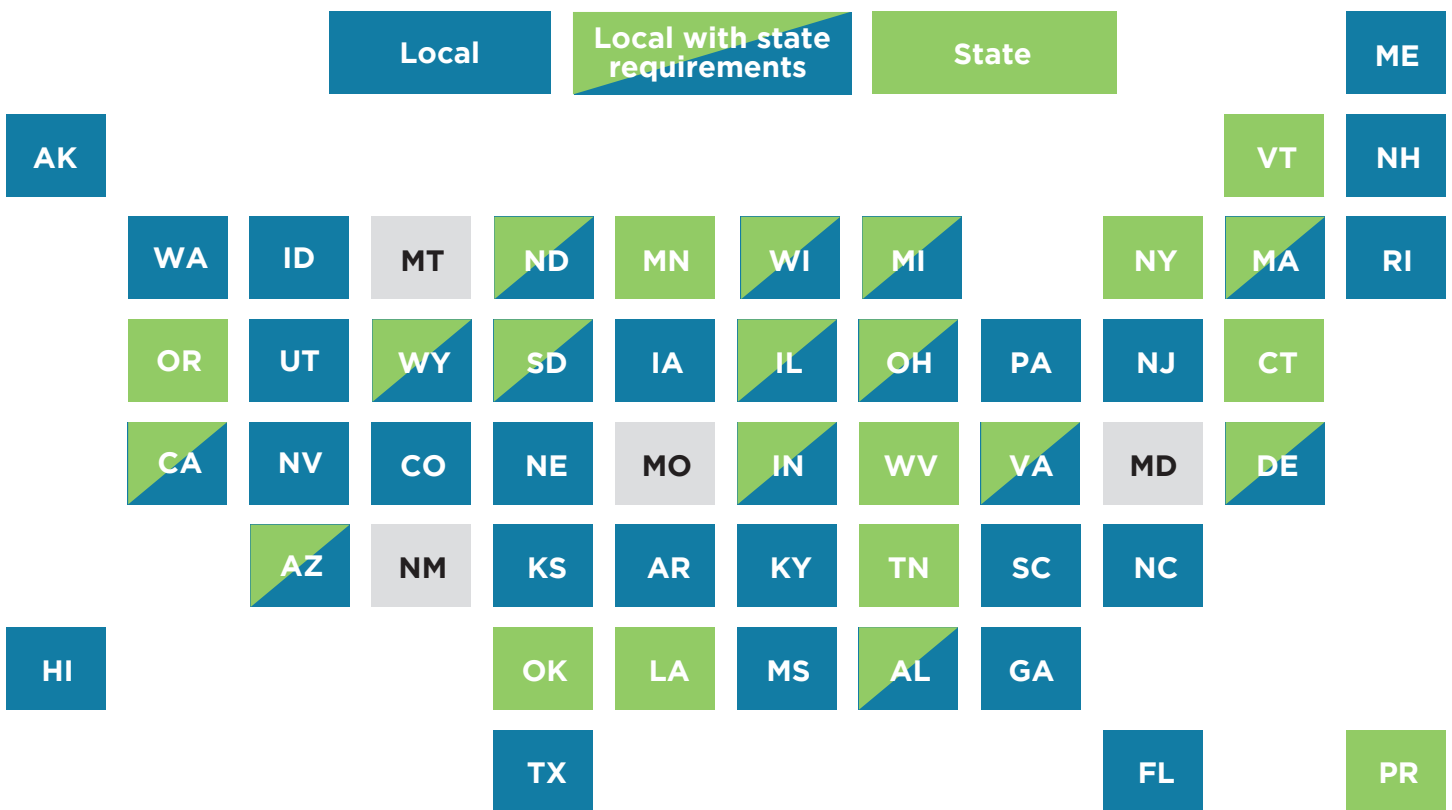 Local
Local with state
requirements
State
ME
AK
VT
NH
WA
ID
MT
ND
MN
WI
MI
NY
MA
RI
OR
UT
WY
SD
IA
IL
OH
PA
NJ
CT
CA
NV
CO
NE
MO
IN
WV
VA
MD
DE
AZ
NM
KS
AR
KY
TN
SC
NC
HI
OK
LA
MS
AL
GA
TX
FL
PR